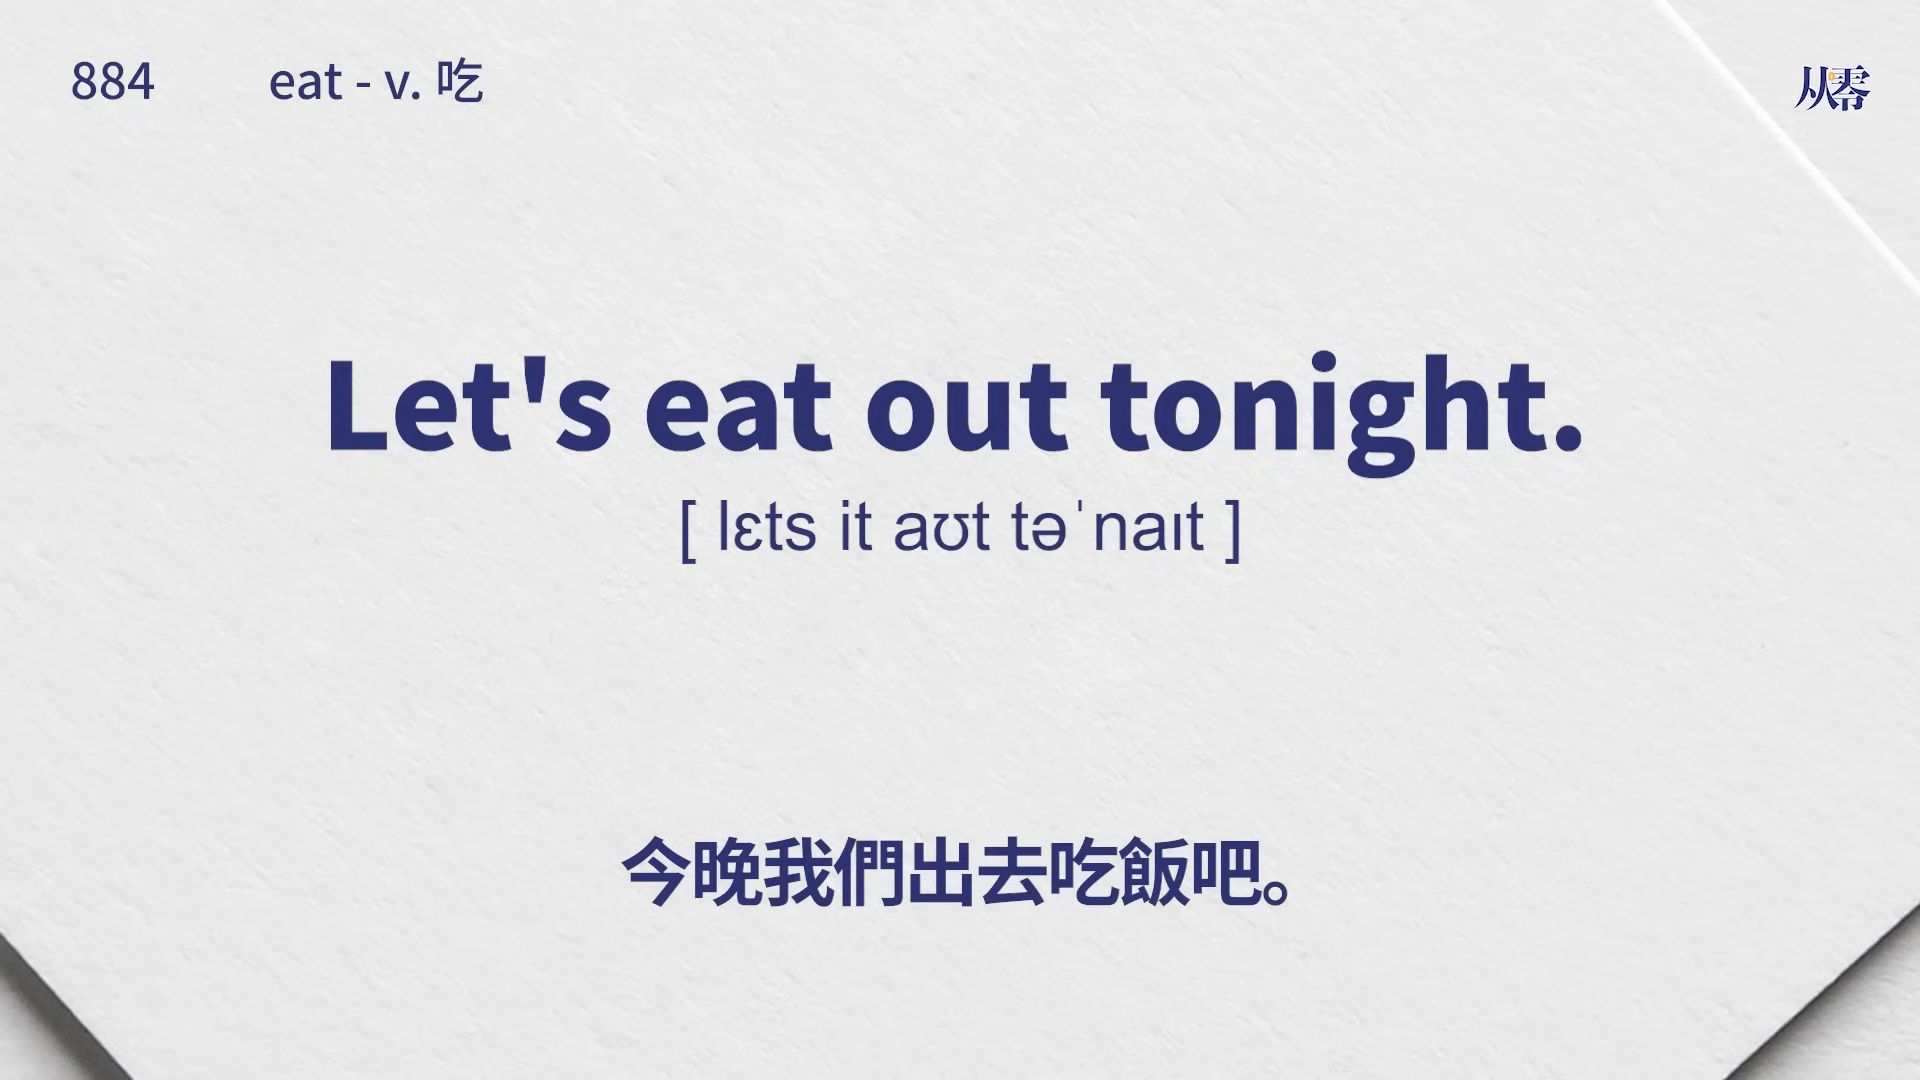 884 eat - v. 吃
从零
Let's eat out tonight.
[ lɛts it aʊt təˈnaɪt ]
今晚我們出去吃飯吧。